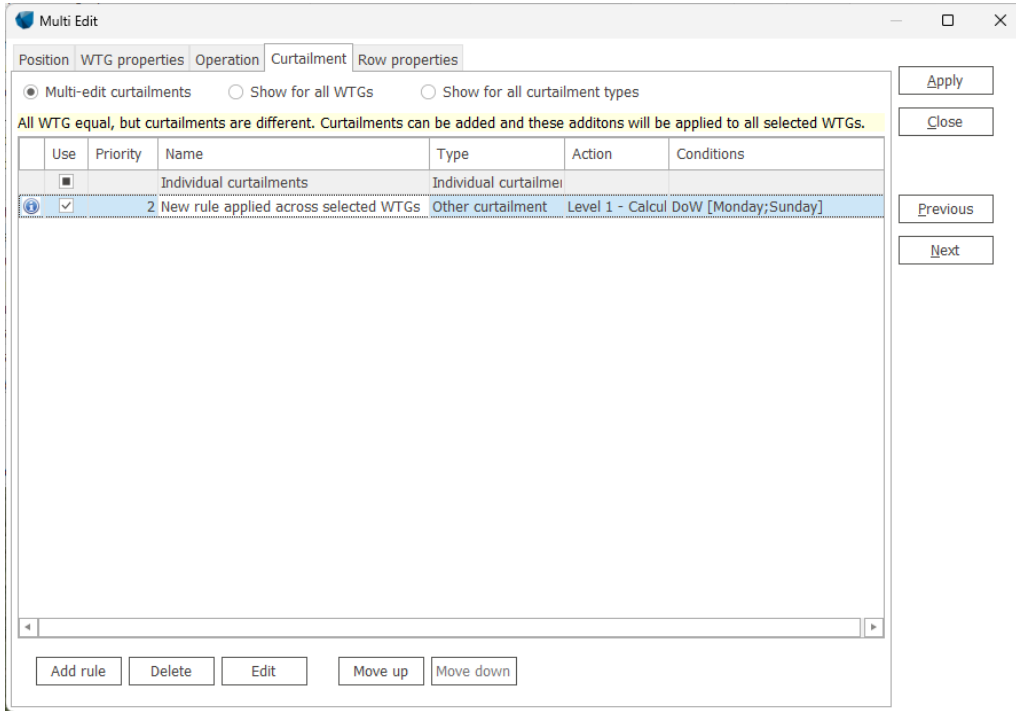 Multi Edit
Position WTG properties Operation Curtailment Row properties
Multi-edit curtailments Show for all WTGs Show for all curtailment types
All WTG equal, but curtailments are different. Curtailments can be added and these additons will be applied to all selected WTGs.
Use Priority Name Type Action Conditions
Individual curtailments Individual curtailmei
2 New rule applied across selected WTGs Other curtailment Level 1 - Calcul DoW [Monday;Sunday]
Add rule Delete Edit Move up Move down
Apply
Close
Previous
Next